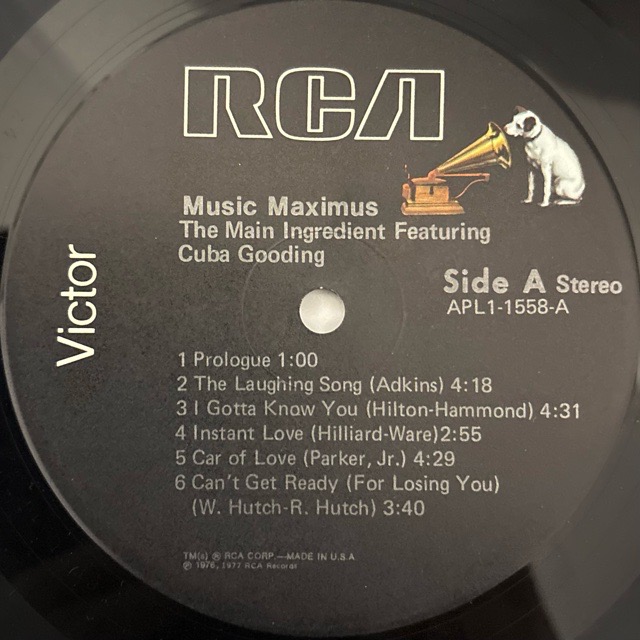 RCA
Music Maximus
The Main Ingredient Featuring
Cuba Gooding
Victor
Side A Stereo
APL1-1558-A
1 Prologue 1:00
2 The Laughing Song (Adkins) 4:18
3 I Gotta Know You (Hilton-Hammond) 4:31
4 Instant Love (Hilliard-Ware) 2:55
5 Car of Love (Parker, Jr.) 4:29
6 Can't Get Ready (For Losing You)
(W. Hutch-R. Hutch) 3:40
TM(s) ® RCA CORP.—MADE IN U.S.A
℗ 1976, 1977 RCA Records